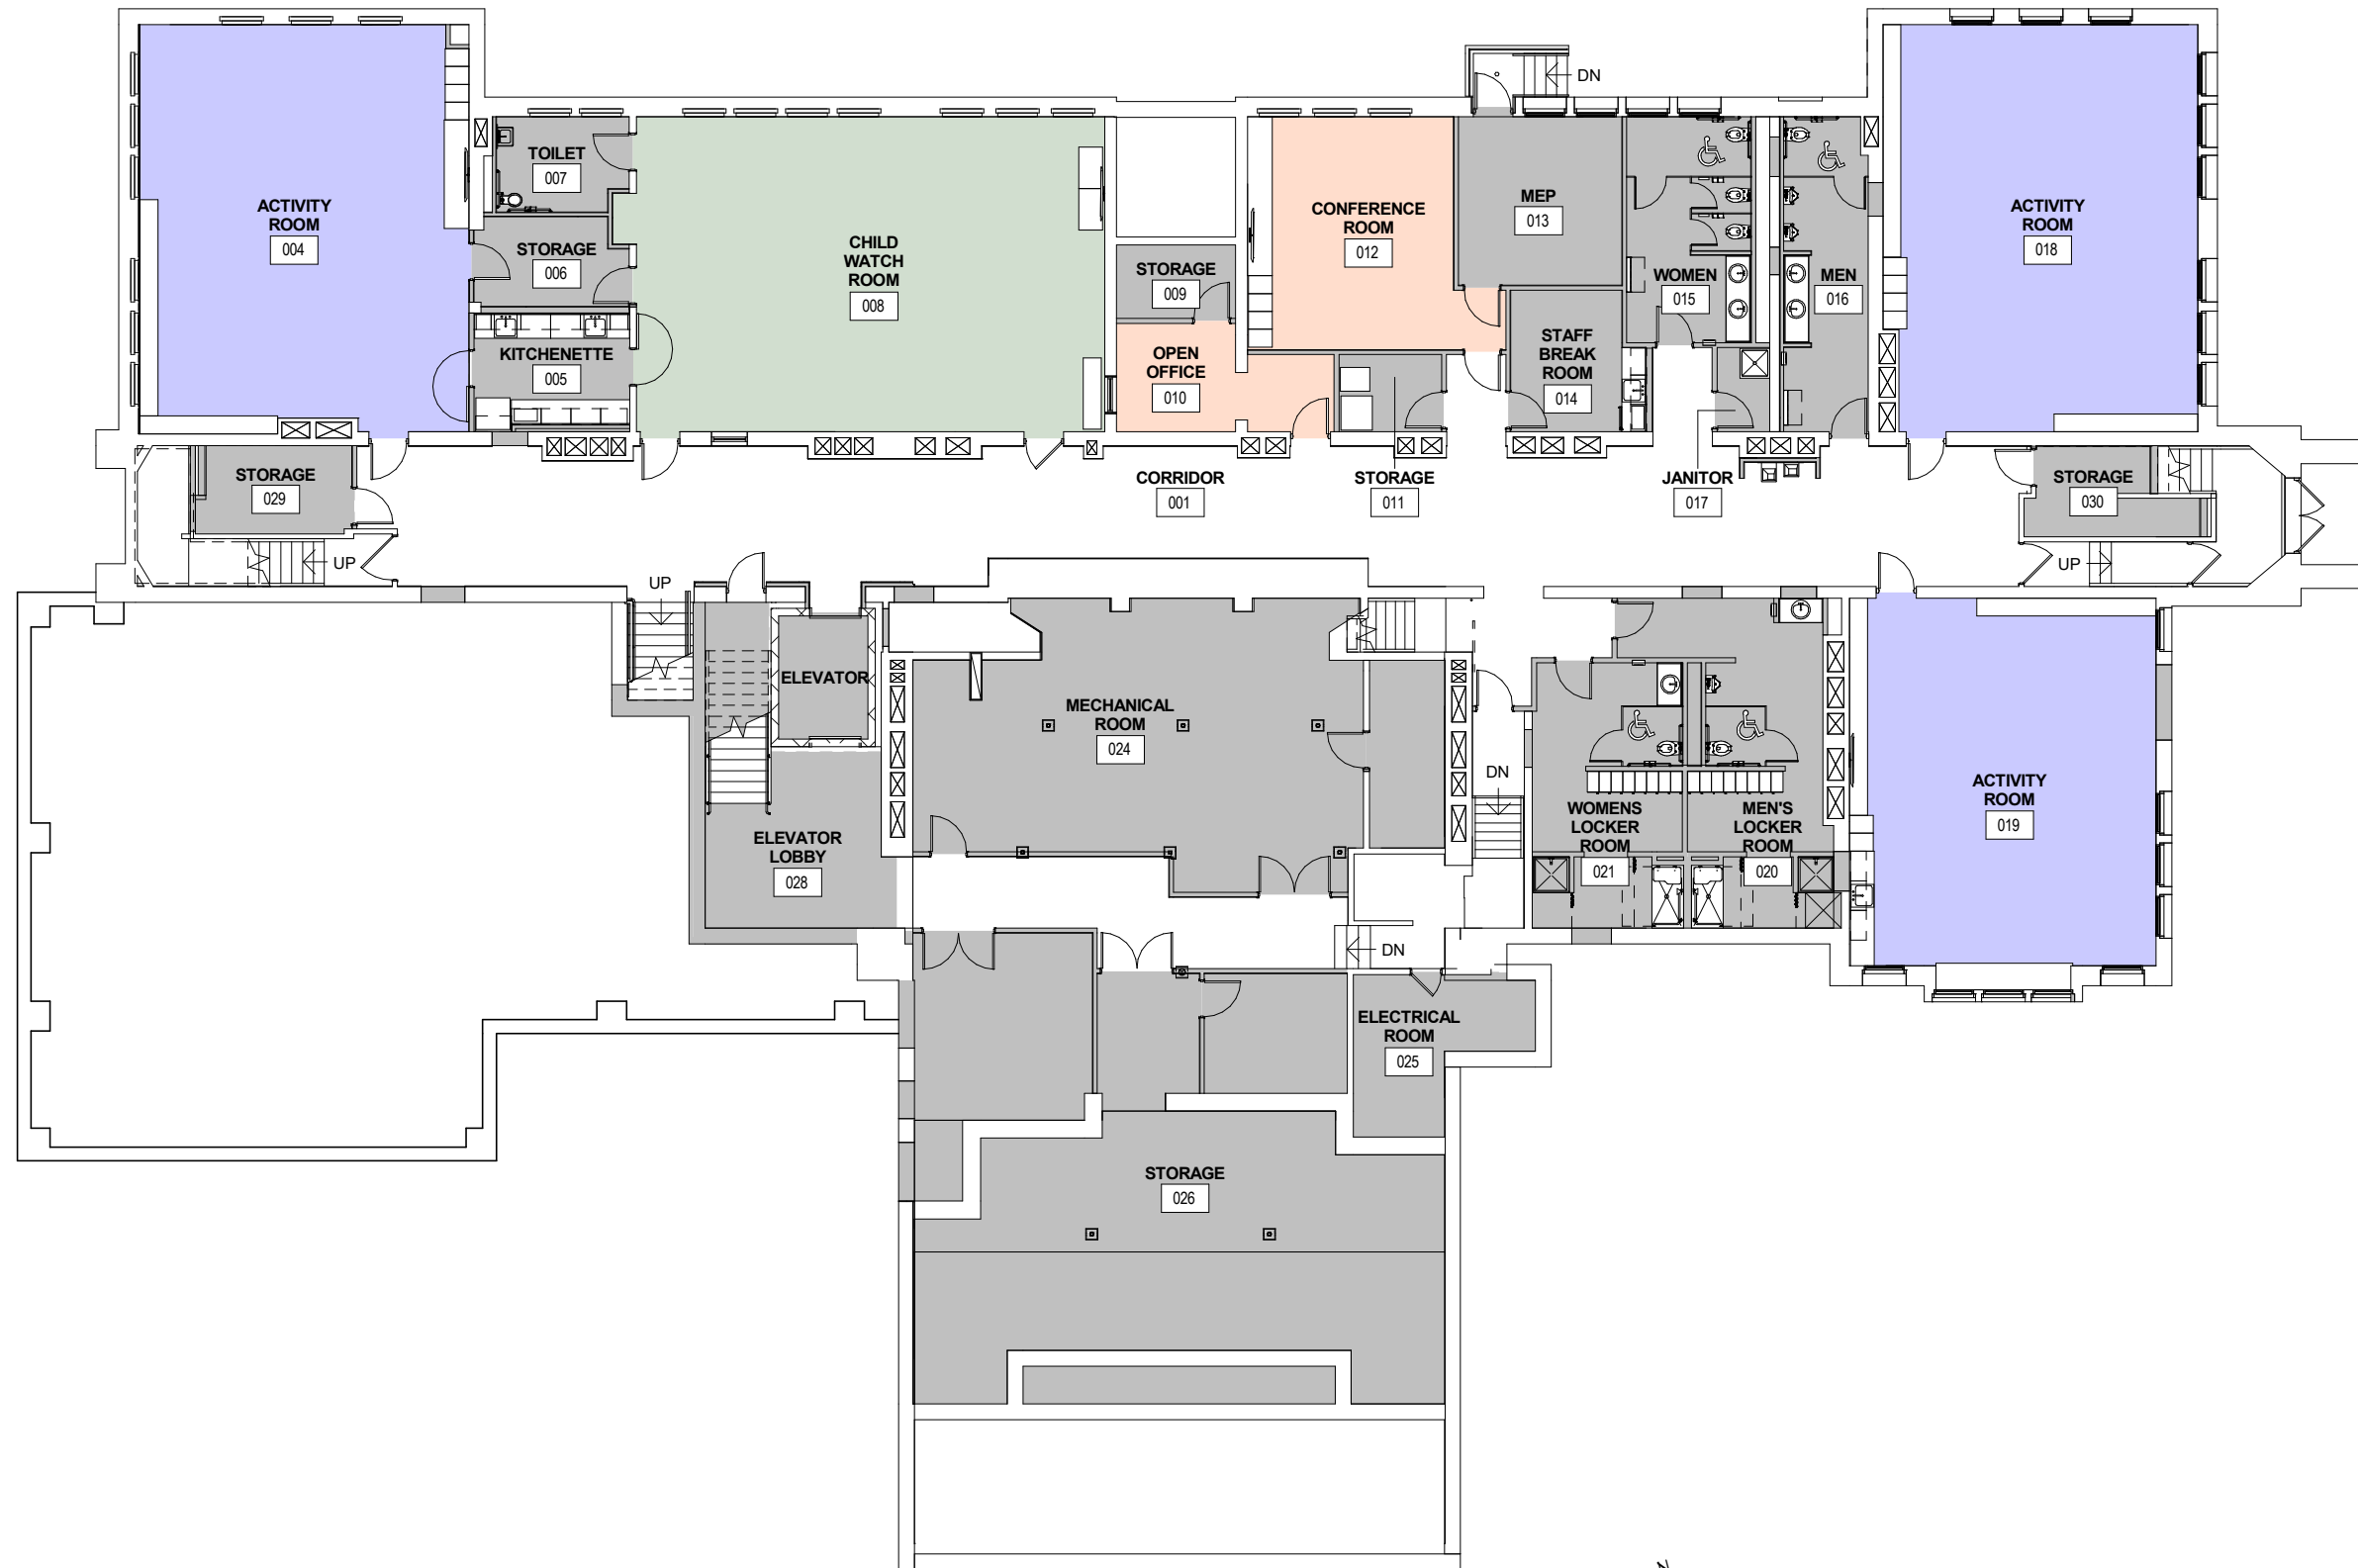 DN
TOILET
007
ACTIVITY
ROOM
004
STORAGE
006
CHILD
WATCH
ROOM
008
KITCHENETTE
005
STORAGE
009
OPEN
OFFICE
010
CONFERENCE
ROOM
012
MEP
013
STAFF
BREAK
ROOM
014
WOMEN
015
MEN
016
ACTIVITY
ROOM
018
STORAGE
029
CORRIDOR
001
STORAGE
011
JANITOR
017
STORAGE
030
UP
UP
UP
ELEVATOR
MECHANICAL
ROOM
024
ELEVATOR
LOBBY
028
DN
WOMENS
LOCKER
ROOM
021
MEN'S
LOCKER
ROOM
020
ACTIVITY
ROOM
019
DN
ELECTRICAL
ROOM
025
STORAGE
026